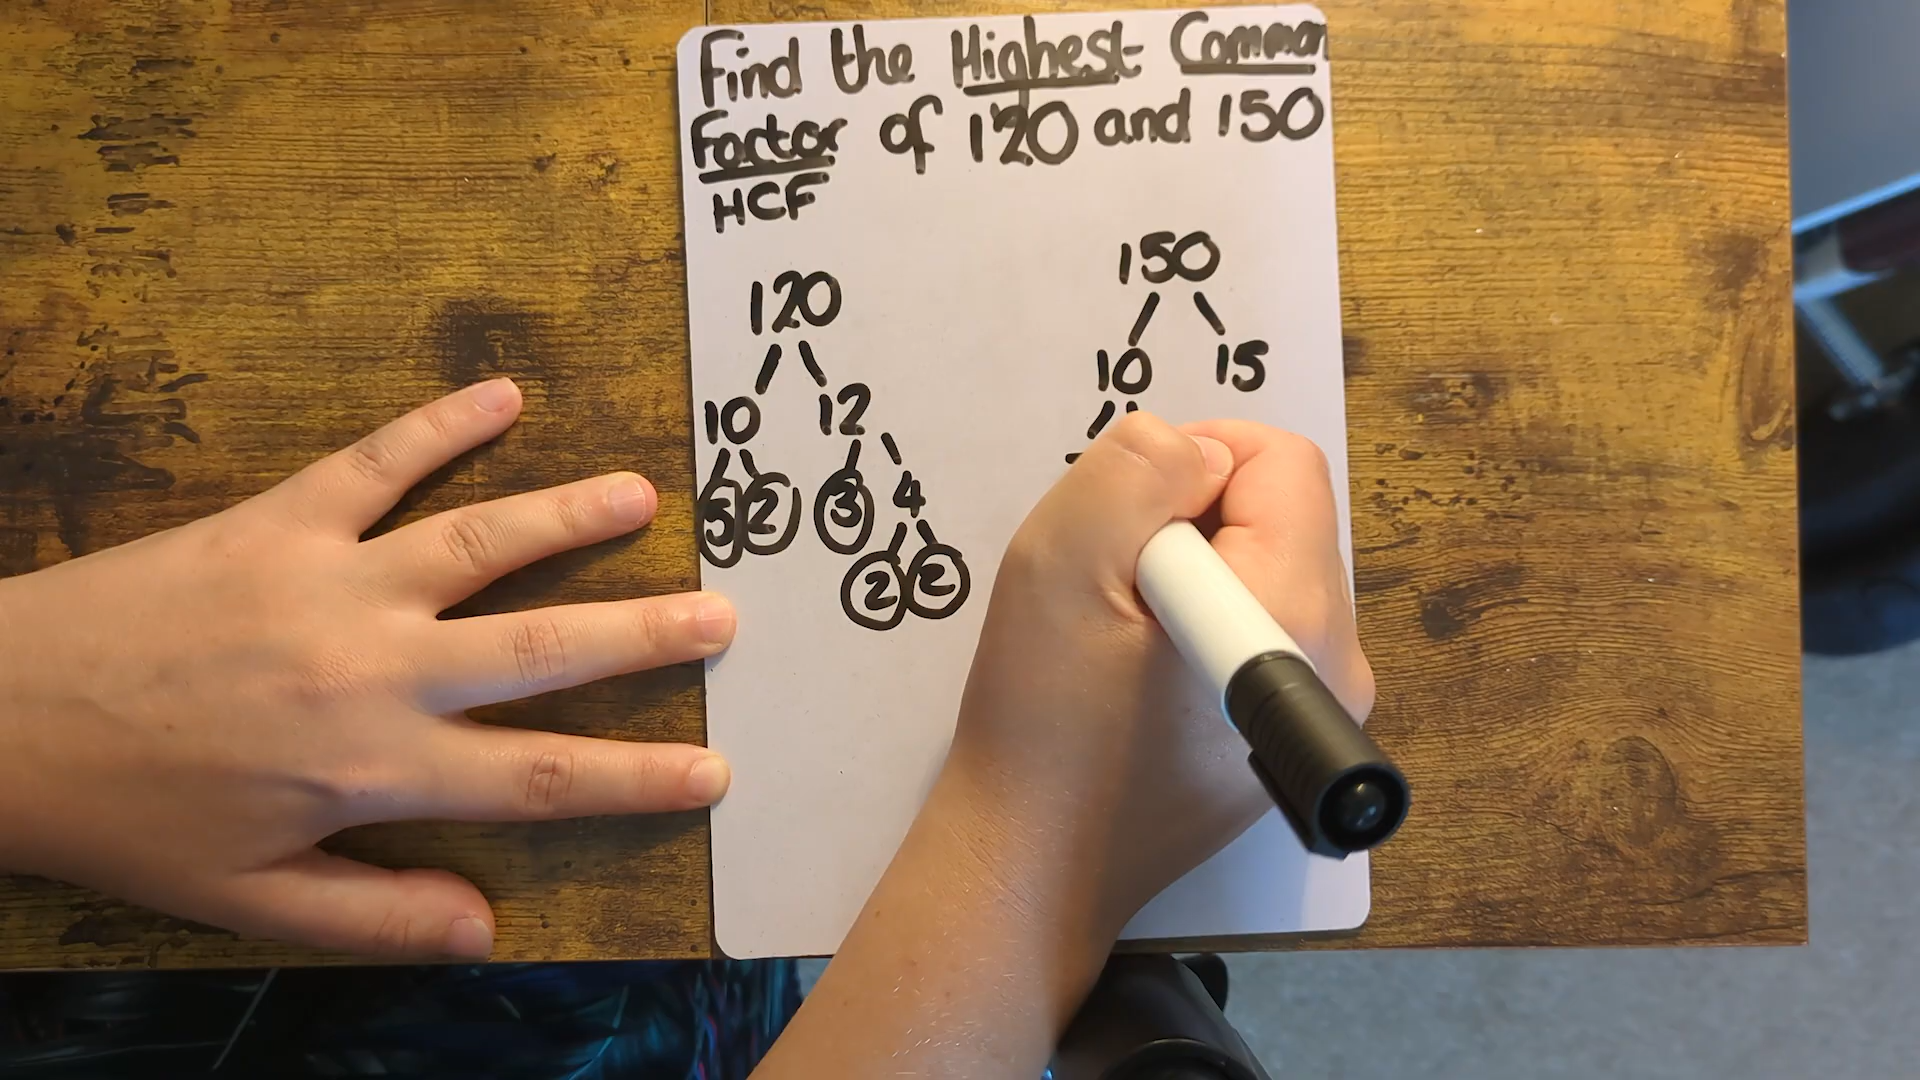 Find the Highest Common
Factor of 120 and 150
HCF
150
120
10 15
10 12
5 2 3 4
2 2